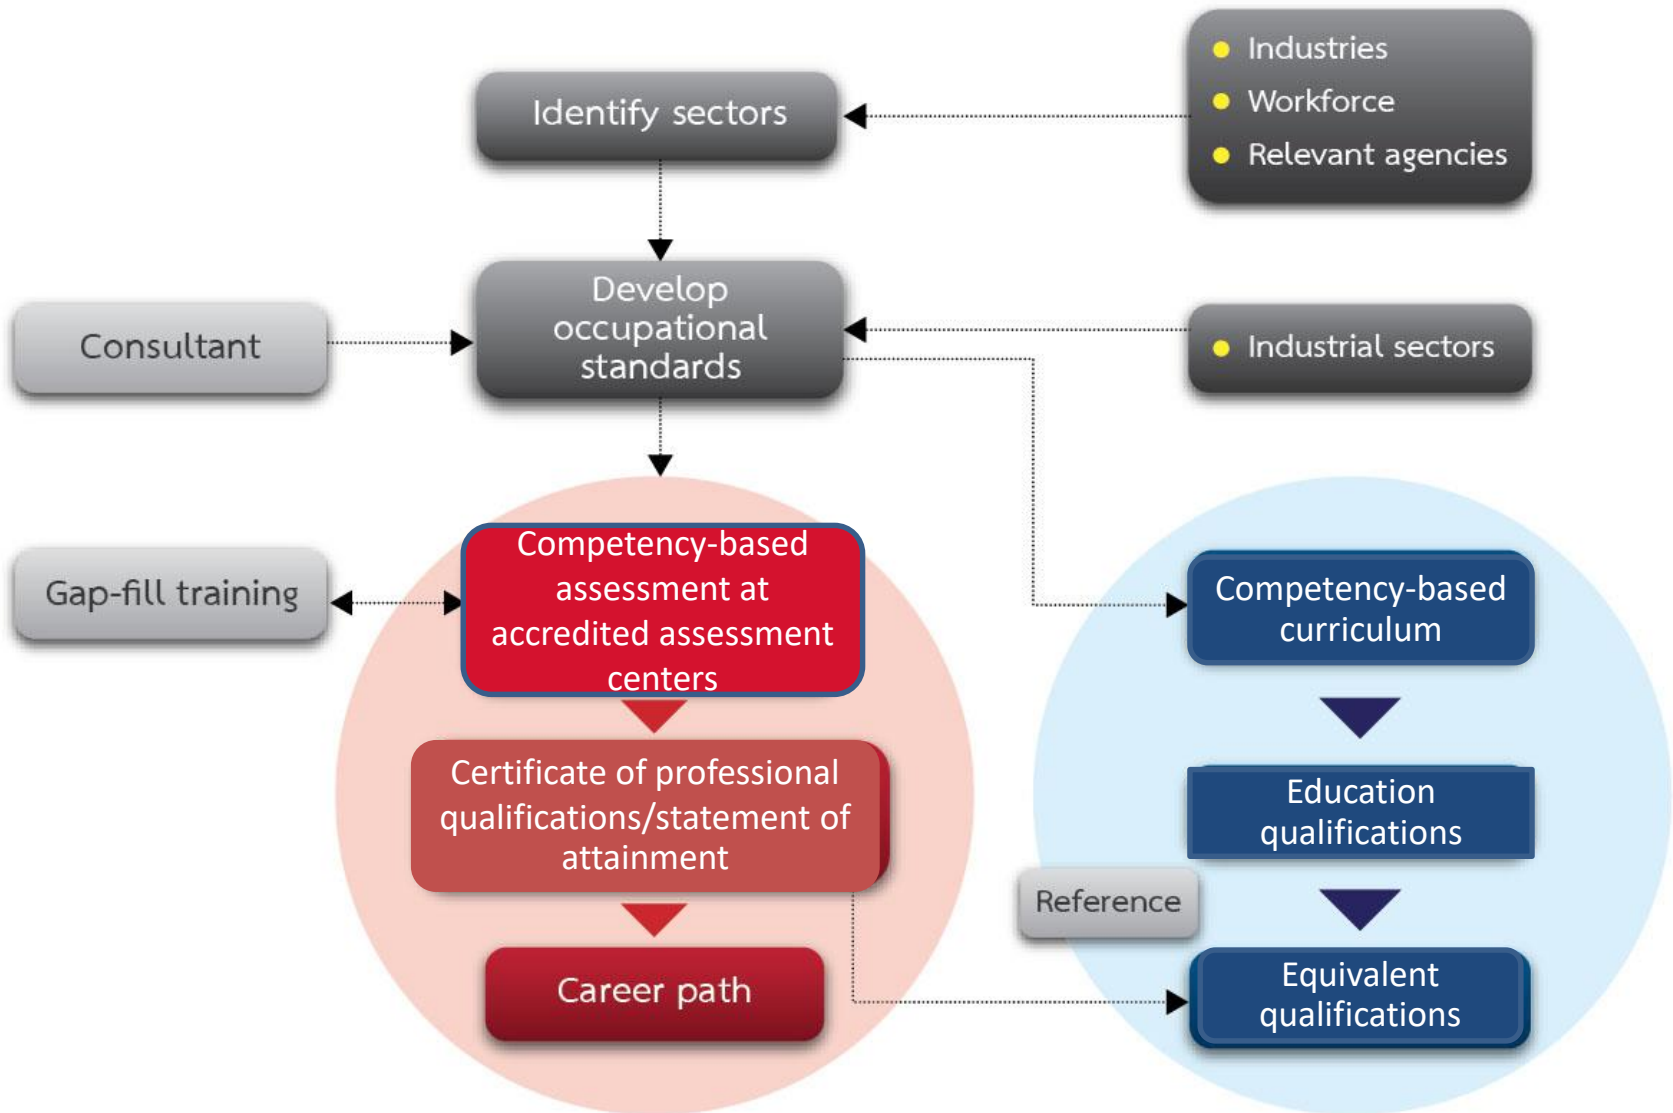 Identify sectors
Industries
Workforce
Relevant agencies
Consultant
Develop
occupational
standards
Industrial sectors
Gap-fill training
Competency-based
assessment at
accredited assessment
centers
Competency-based
curriculum
Certificate of professional
qualifications/statement of
attainment
Education
qualifications
Reference
Career path
Equivalent
qualifications